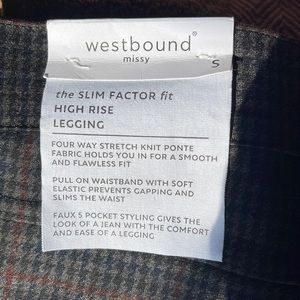 westbound®
missy
S
the SLIM FACTOR fit
HIGH RISE
LEGGING
FOUR WAY STRETCH KNIT PONTE
FABRIC HOLDS YOU IN FOR A SMOOTH
AND FLAWLESS FIT
PULL ON WAISTBAND WITH SOFT
ELASTIC PREVENTS GAPPING AND
SLIMS THE WAIST
FAUX 5 POCKET STYLING GIVES THE
LOOK OF A JEAN WITH THE COMFORT
AND EASE OF A LEGGING